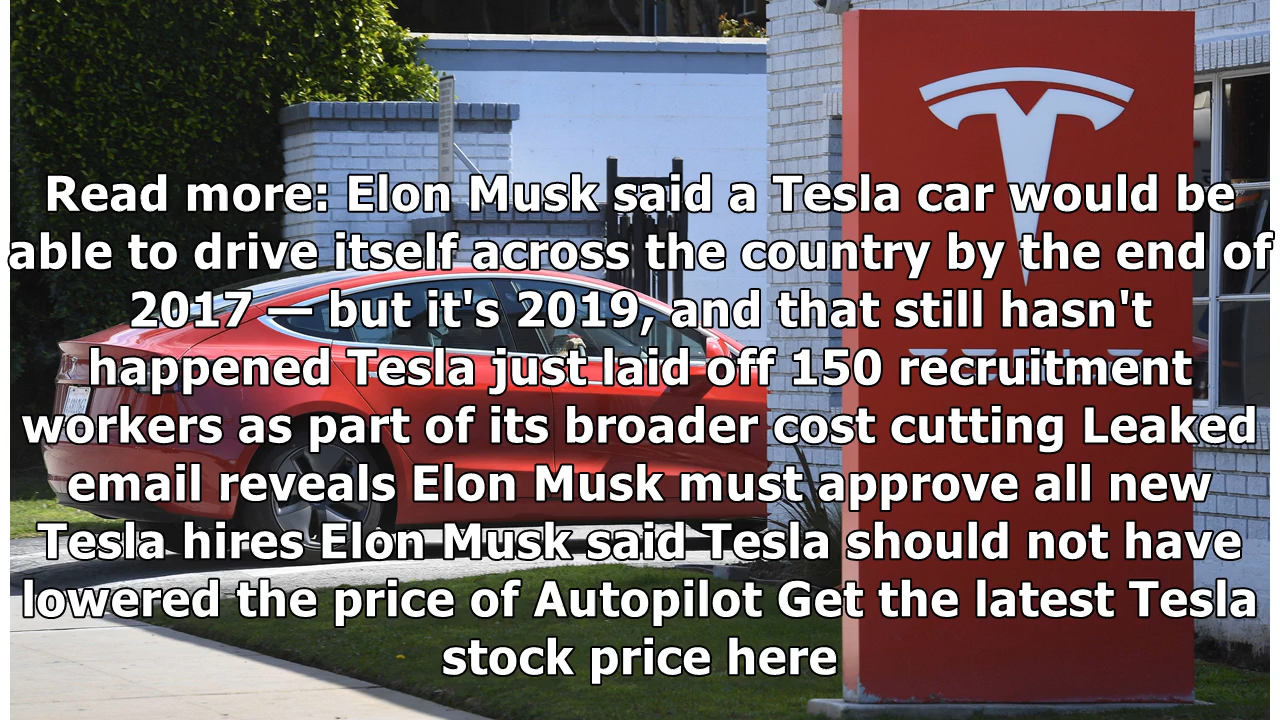 Read more: Elon Musk said a Tesla car would be
able to drive itself across the country by the end of
2017 — but it's 2019, and that still hasn't
happened Tesla just laid off 150 recruitment
workers as part of its broader cost cutting Leaked
email reveals Elon Musk must approve all new
Tesla hires Elon Musk said Tesla should not have
lowered the price of Autopilot Get the latest Tesla
stock price here